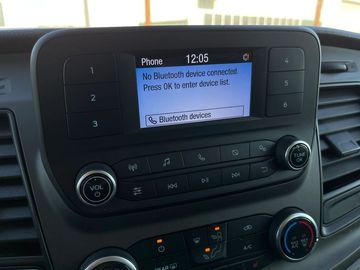 Phone 12:05
No Bluetooth device connected.
Press OK to enter device list.
Bluetooth devices
1
2
3
4
5
6
VOL
TUNE
OK
REAR